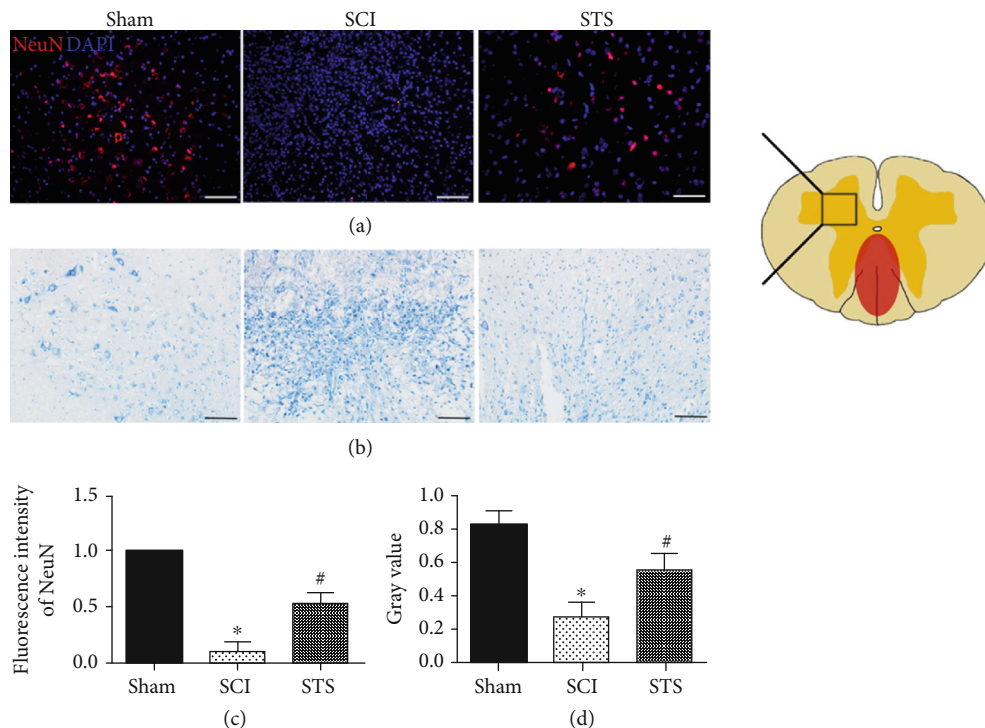 Sham SCI STS
NeuN DAPI
(a)
(b)
Fluorescence intensity
of NeuN
1.5
1.0
0.5
0.0
*
#
Sham SCI STS
(c)
Gray value
1.0
0.8
0.6
0.4
0.2
0.0
*
#
Sham SCI STS
(d)